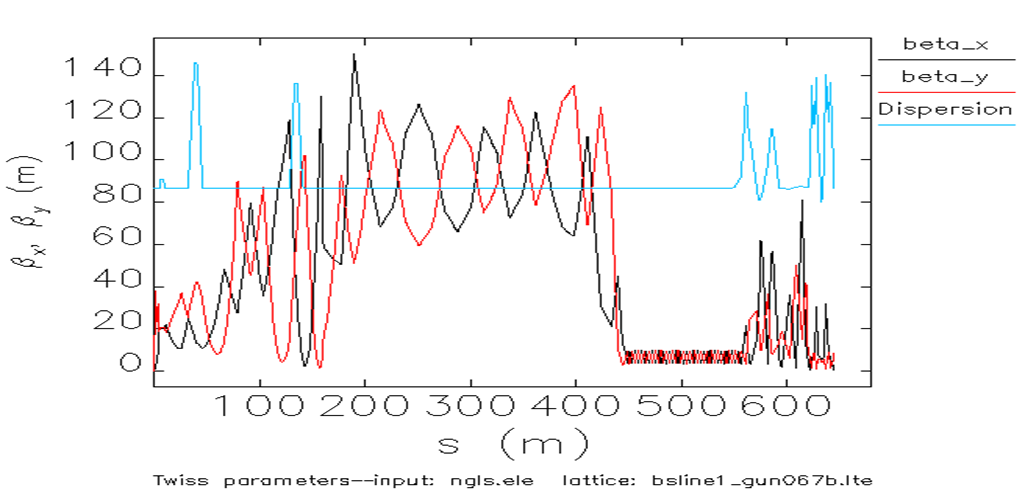 beta_x
beta_y
Dispersion
140
120
100
80
60
40
20
0
βx, βy (m)
100 200 300 400 500 600
s (m)
Twiss parameters--input: ngls.ele lattice: bsline1_gun067b.lte